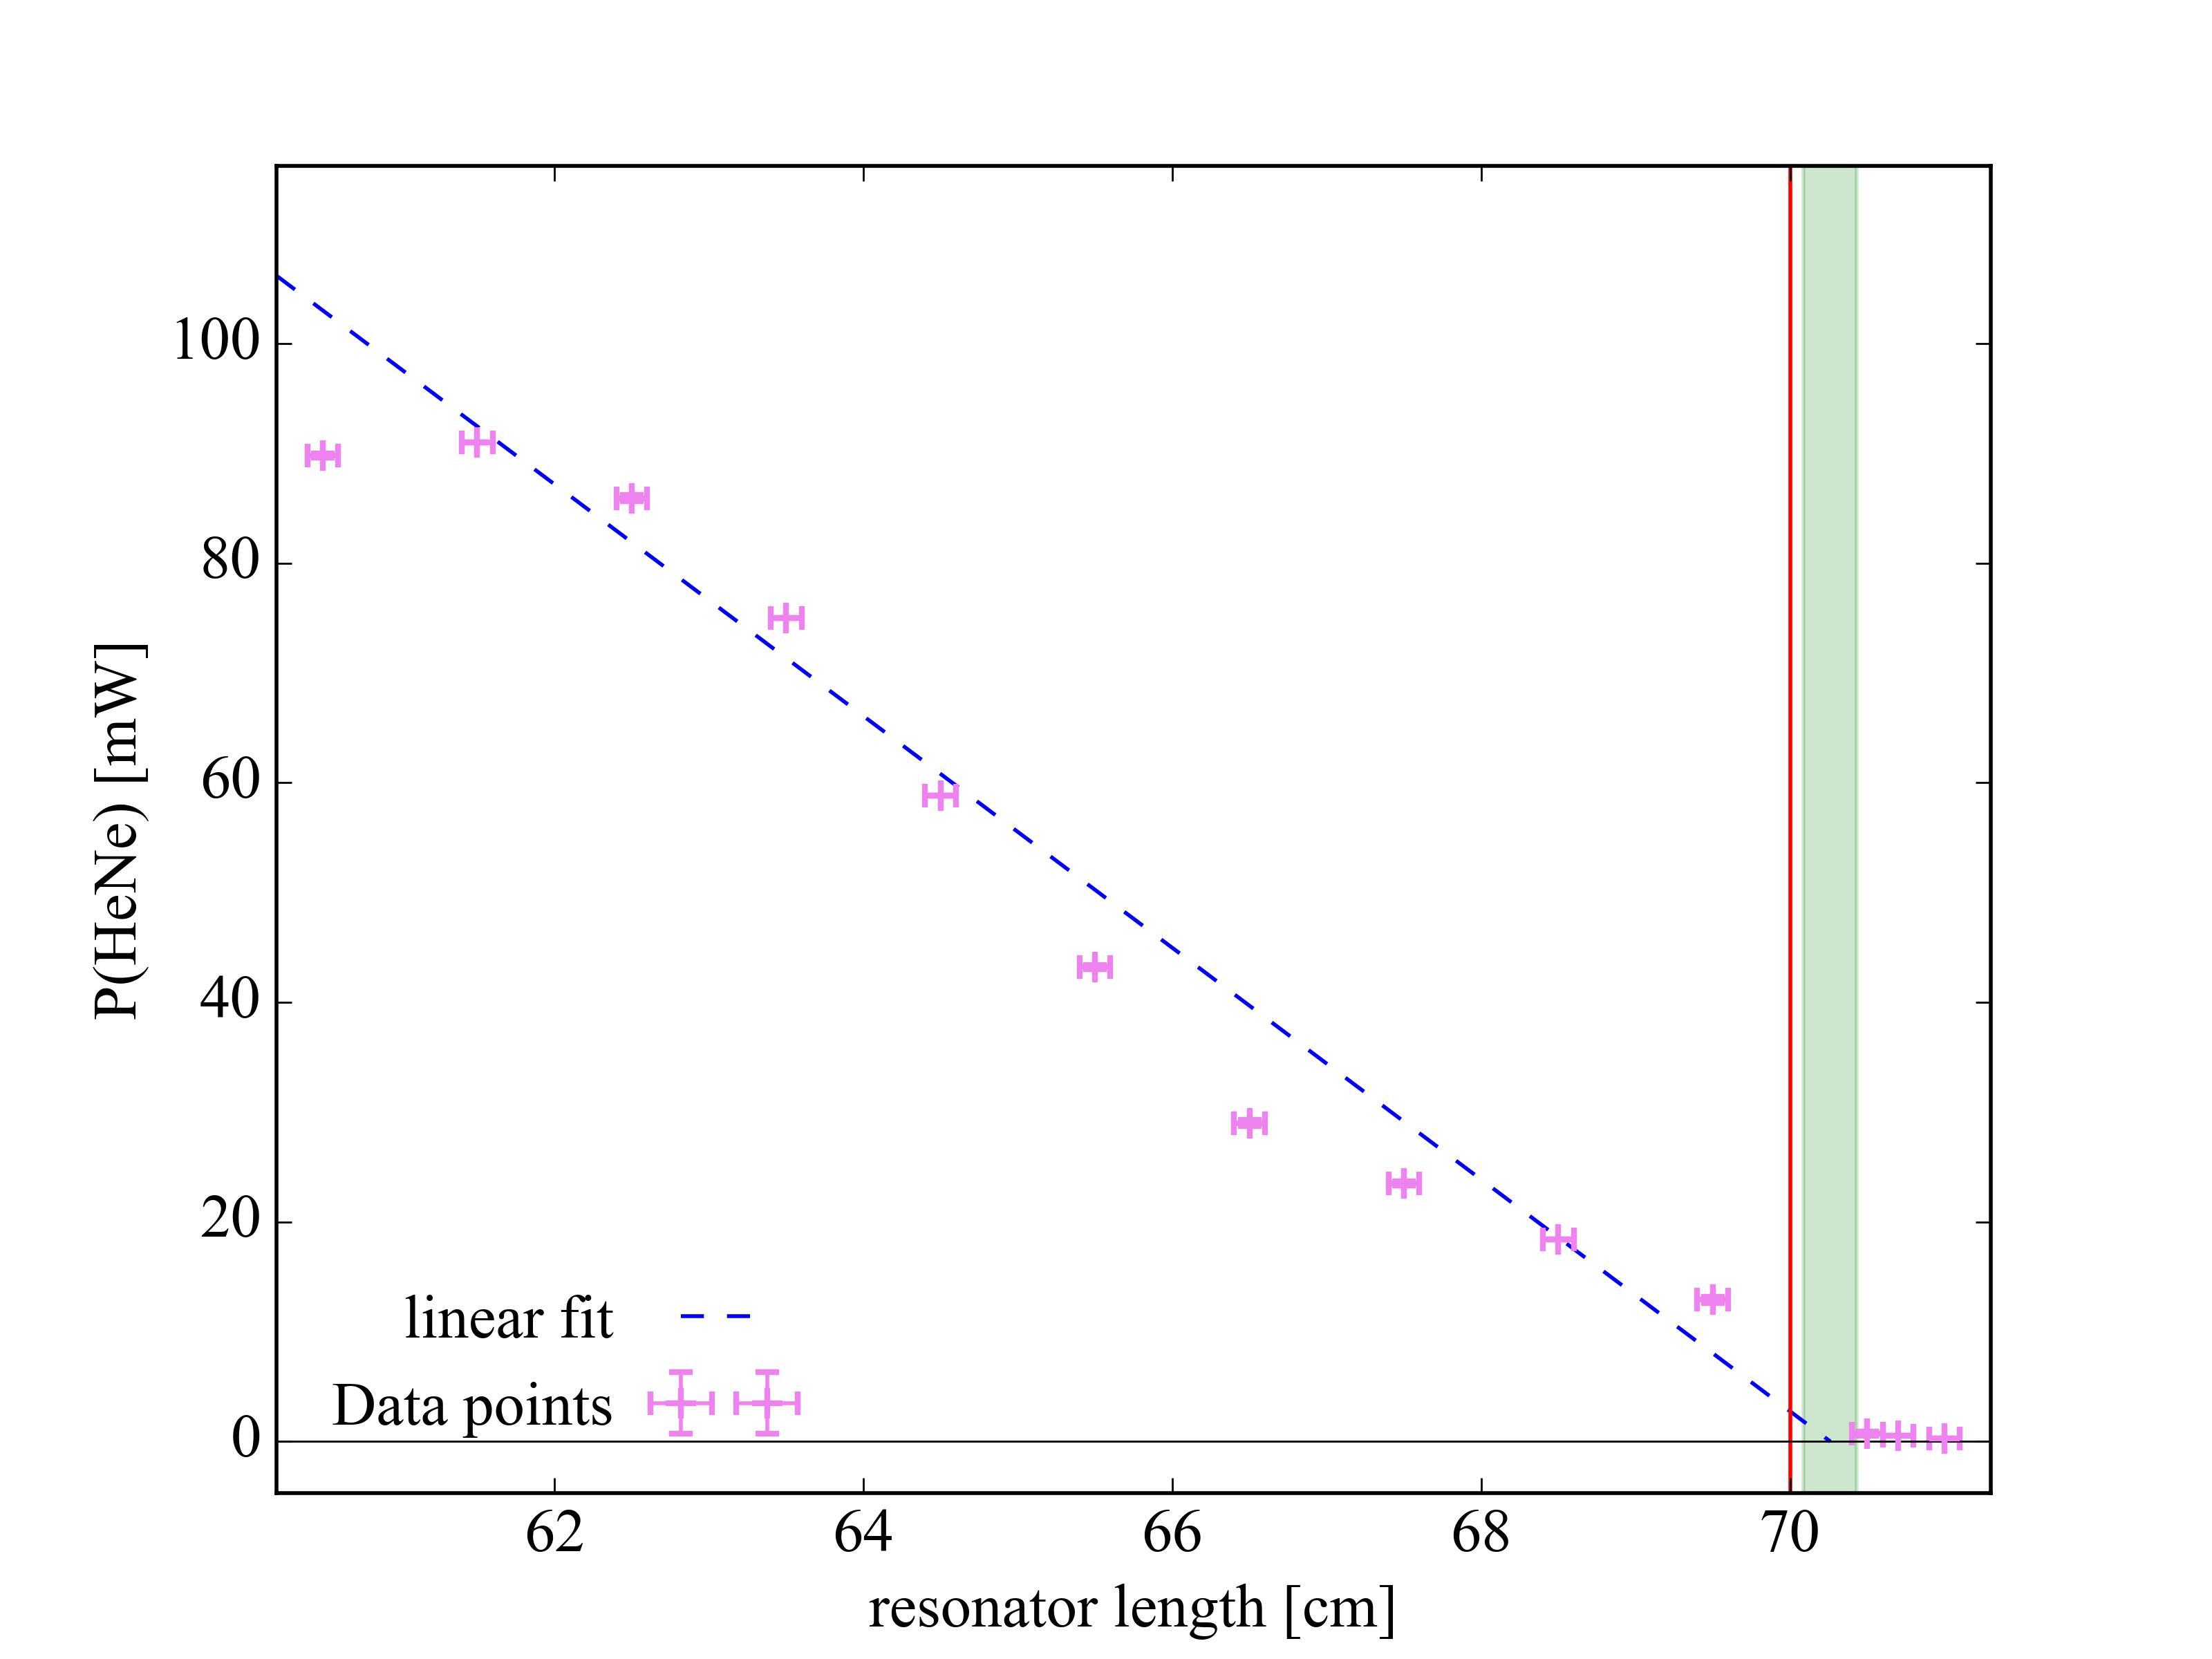 100
80
60
40
20
0
P(HeNe) [mW]
linear fit
Data points
62 64 66 68 70
resonator length [cm]